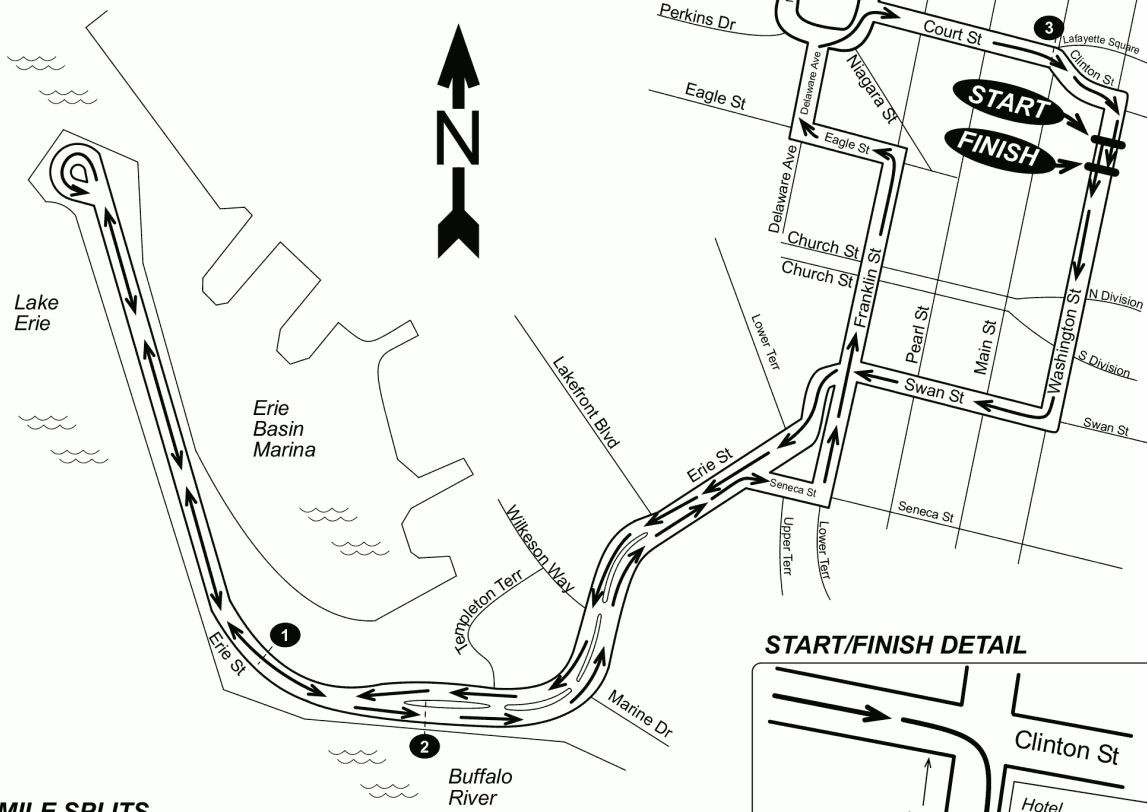 Perkins Dr
Court St
3
Lafayette Square
Clinton St
Delaware Ave
Niagara St
Eagle St
START
FINISH
Eagle St
Delaware Ave
N
Church St
Church St
Franklin St
N Division
Lake
Erie
Lower Terr
Pearl St
Main St
Washington St
S Division
Lakefront Blvd
Swan St
Swan St
Erie
Basin
Marina
Erie St
Seneca St
Seneca St
Wilkeson Way
Upper Terr
Lower Terr
Templeton Terr
1
Erie St
START/FINISH DETAIL
Marine Dr
2
Clinton St
Buffalo
River
Hotel
MILE SPLITS